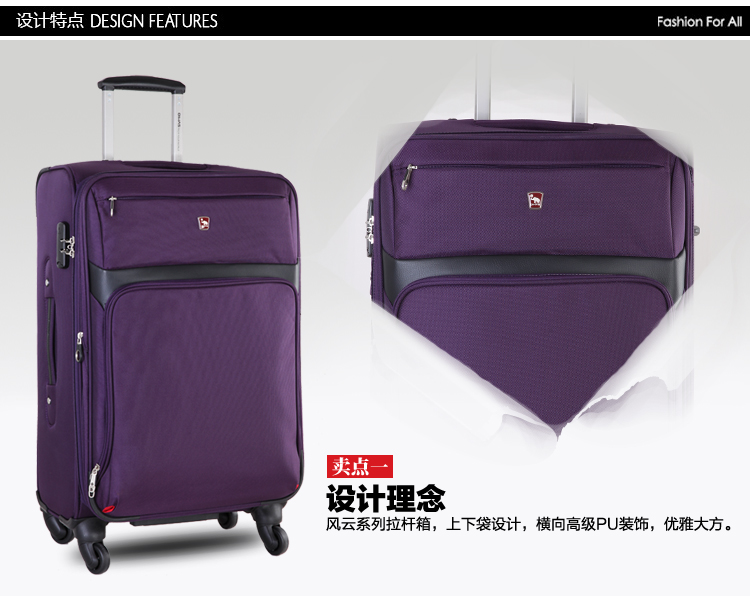 设计特点 DESIGN FEATURES
Fashion For All
卖点一
设计理念
风云系列拉杆箱，上下袋设计，横向高级PU装饰，优雅大方。